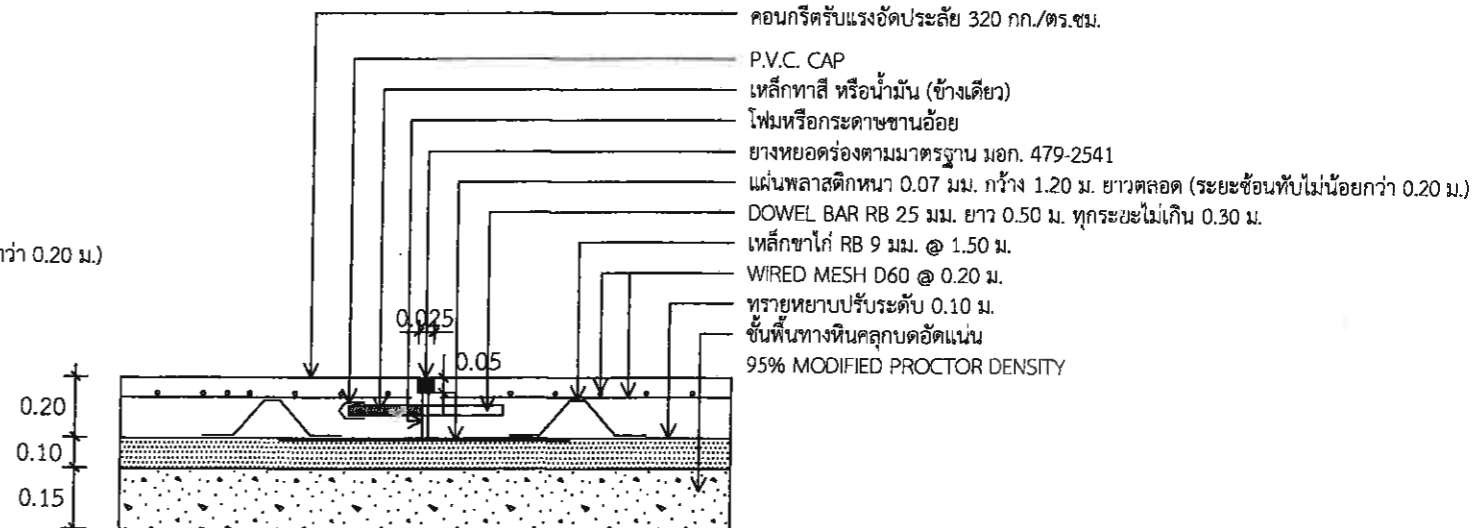 คอนกรีตรับแรงอัดประลัย 320 กก./ตร.ซม.
P.V.C. CAP
เหล็กทาสี หรือน้ำมัน (ข้างเดียว)
โฟมหรือกระดาษชานอ้อย
ยางหยอดร่องตามมาตรฐาน มอก. 479-2541
แผ่นพลาสติกหนา 0.07 มม. กว้าง 1.20 ม. ยาวตลอด (ระยะซ้อนทับไม่น้อยกว่า 0.20 ม.)
DOWEL BAR RB 25 มม. ยาว 0.50 ม. ทุกระยะไม่เกิน 0.30 ม.
เหล็กขาไก่ RB 9 มม. @ 1.50 ม.
กว่า 0.20 ม.)
WIRED MESH D60 @ 0.20 ม.
ทรายหยาบปรับระดับ 0.10 ม.
ชั้นพื้นทางหินคลุกบดอัดแน่น
95% MODIFIED PROCTOR DENSITY
0.025
0.05
0.20
0.10
0.15